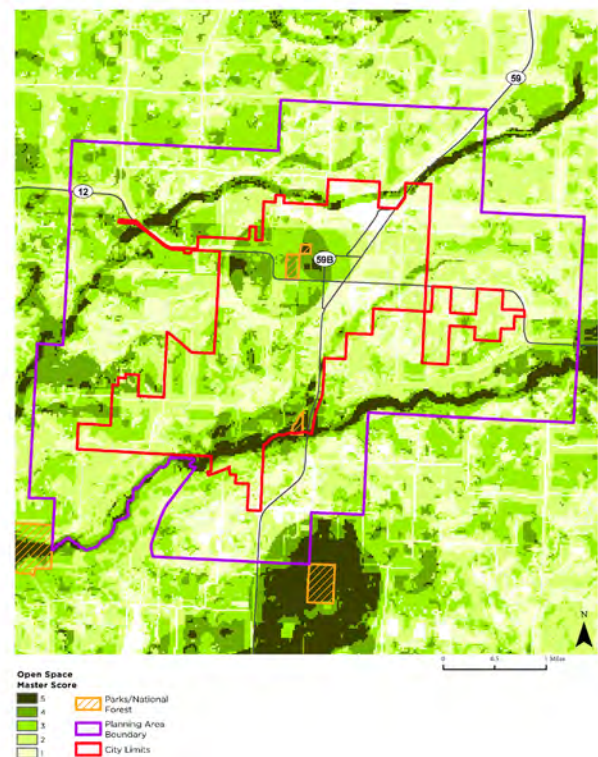 59
12
59B
N
0 0.5 1 Miles
Open Space
Master Score
5
4
3
2
1
Parks/National
Forest
Planning Area
Boundary
City Limits